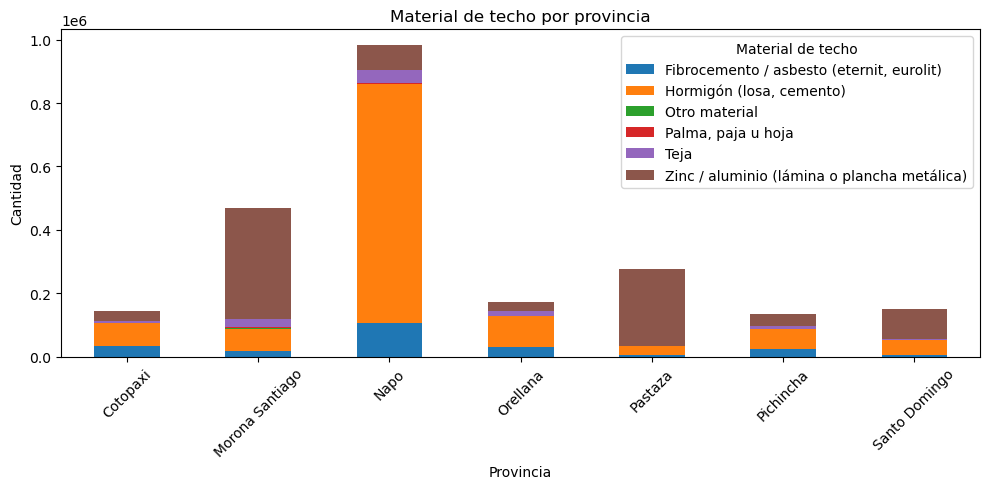 Material de techo por provincia
1e6
Material de techo
Fibrocemento / asbesto (eternit, eurolit)
Hormigón (losa, cemento)
Otro material
Palma, paja u hoja
Teja
Zinc / aluminio (lámina o plancha metálica)
Cantidad
1.0
0.8
0.6
0.4
0.2
0.0
Cotopaxi
Morona Santiago
Napo
Orellana
Pastaza
Pichincha
Santo Domingo
Provincia